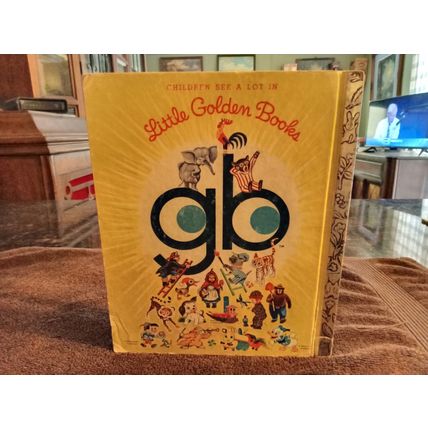 CHILDREN SEE A LOT IN
Little Golden Books
gb